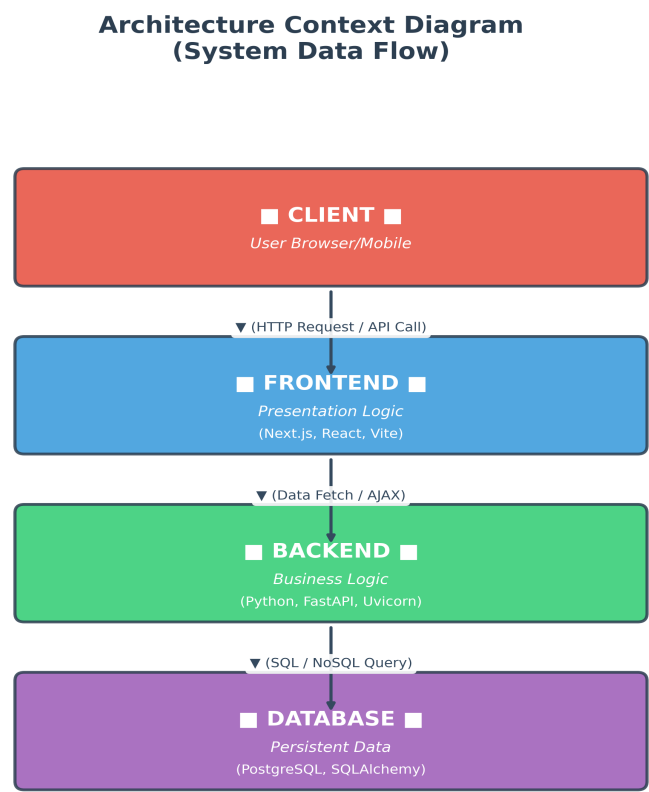 Architecture Context Diagram
(System Data Flow)
■ CLIENT ■
User Browser/Mobile
▼ (HTTP Request / API Call)
■ FRONTEND ■
Presentation Logic
(Next.js, React, Vite)
▼ (Data Fetch / AJAX)
■ BACKEND ■
Business Logic
(Python, FastAPI, Uvicorn)
▼ (SQL / NoSQL Query)
■ DATABASE ■
Persistent Data
(PostgreSQL, SQLAlchemy)